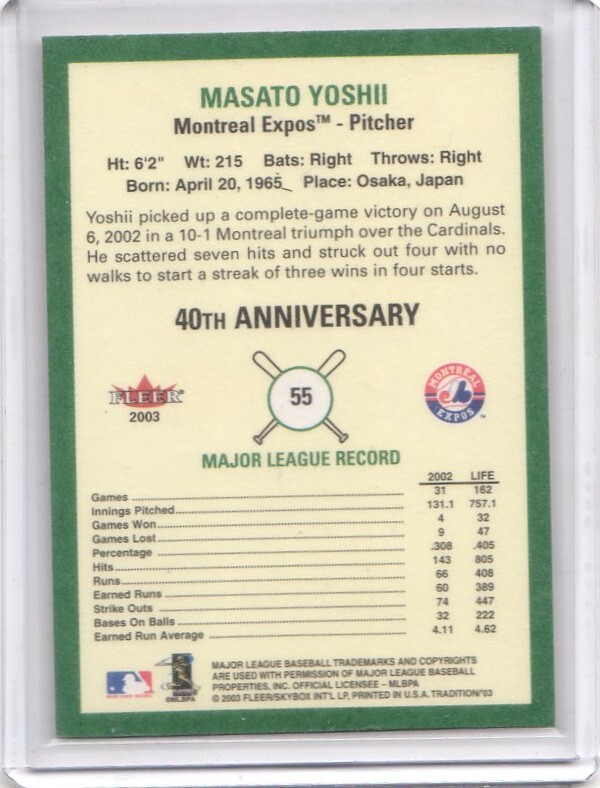 MASATO YOSHII
Montreal Expos™ - Pitcher
Ht: 6'2" Wt: 215 Bats: Right Throws: Right
Born: April 20, 1965 Place: Osaka, Japan
Yoshii picked up a complete-game victory on August
6, 2002 in a 10-1 Montreal triumph over the Cardinals.
He scattered seven hits and struck out four with no
walks to start a streak of three wins in four starts.
40TH ANNIVERSARY
FLEER
2003
55
MONTRÉAL
EXPOS
MAJOR LEAGUE RECORD
2002 LIFE
Games 31 162
Innings Pitched 131.1 757.1
Games Won 4 32
Games Lost 9 47
Percentage .308 .405
Hits 143 805
Runs 66 408
Earned Runs 60 389
Strike Outs 74 447
Bases On Balls 32 222
Earned Run Average 4.11 4.62
©MLBPA
MAJOR LEAGUE BASEBALL TRADEMARKS AND COPYRIGHTS
ARE USED WITH PERMISSION OF MAJOR LEAGUE BASEBALL
PROPERTIES, INC. OFFICIAL LICENSEE – MLBPA
© 2003 FLEER/SKYBOX INT'L LP, PRINTED IN U.S.A. TRADITION'03